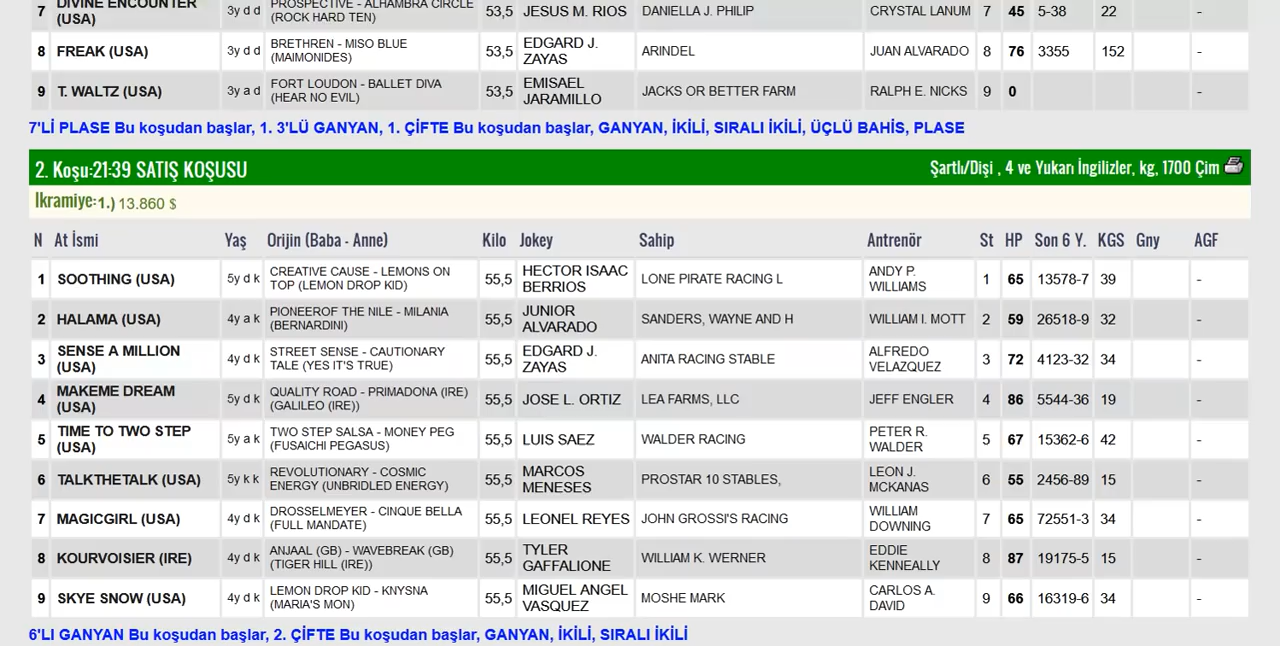 7 DIVINE ENCOUNTER (USA) 3y d d PROSPECTIVE - ALHAMBRA CIRCLE (ROCK HARD TEN) 53,5 JESUS M. RIOS DANIELLA J. PHILIP CRYSTAL LANUM 7 45 5-38 22 -
8 FREAK (USA) 3y d d BRETHREN - MISO BLUE (MAIMONIDES) 53,5 EDGARD J. ZAYAS ARINDEL JUAN ALVARADO 8 76 3355 152 -
9 T. WALTZ (USA) 3y a d FORT LOUDON - BALLET DIVA (HEAR NO EVIL) 53,5 EMISAEL JARAMILLO JACKS OR BETTER FARM RALPH E. NICKS 9 0 -
7'Lİ PLASE Bu koşudan başlar, 1. 3'LÜ GANYAN, 1. ÇİFTE Bu koşudan başlar, GANYAN, İKİLİ, SIRALI İKİLİ, ÜÇLÜ BAHİS, PLASE
2. Koşu:21:39 SATIŞ KOŞUSU Şartlı/Dişi , 4 ve Yukarı İngilizler, kg, 1700 Çim
Ikramiye:1.) 13.860 $
N At İsmi Yaş Orijin (Baba - Anne) Kilo Jokey Sahip Antrenör St HP Son 6 Y. KGS Gny AGF
1 SOOTHING (USA) 5y d k CREATIVE CAUSE - LEMONS ON TOP (LEMON DROP KID) 55,5 HECTOR ISAAC BERRIOS LONE PIRATE RACING L ANDY P. WILLIAMS 1 65 13578-7 39 -
2 HALAMA (USA) 4y a k PIONEEROF THE NILE - MILANIA (BERNARDINI) 55,5 JUNIOR ALVARADO SANDERS, WAYNE AND H WILLIAM I. MOTT 2 59 26518-9 32 -
3 SENSE A MILLION (USA) 4y d k STREET SENSE - CAUTIONARY TALE (YES IT'S TRUE) 55,5 EDGARD J. ZAYAS ANITA RACING STABLE ALFREDO VELAZQUEZ 3 72 4123-32 34 -
4 MAKEME DREAM (USA) 5y d k QUALITY ROAD - PRIMADONA (IRE) (GALILEO (IRE)) 55,5 JOSE L. ORTIZ LEA FARMS, LLC JEFF ENGLER 4 86 5544-36 19 -
5 TIME TO TWO STEP (USA) 5y a k TWO STEP SALSA - MONEY PEG (FUSAICHI PEGASUS) 55,5 LUIS SAEZ WALDER RACING PETER R. WALDER 5 67 15362-6 42 -
6 TALKTHETALK (USA) 5y k k REVOLUTIONARY - COSMIC ENERGY (UNBRIDLED ENERGY) 55,5 MARCOS MENESES PROSTAR 10 STABLES, LEON J. MCKANAS 6 55 2456-89 15 -
7 MAGICGIRL (USA) 4y d k DROSSELMEYER - CINQUE BELLA (FULL MANDATE) 55,5 LEONEL REYES JOHN GROSSI'S RACING WILLIAM DOWNING 7 65 72551-3 34 -
8 KOURVOISIER (IRE) 4y d k ANJAAL (GB) - WAVEBREAK (GB) (TIGER HILL (IRE)) 55,5 TYLER GAFFALIONE WILLIAM K. WERNER EDDIE KENNEALLY 8 87 19175-5 15 -
9 SKYE SNOW (USA) 4y d k LEMON DROP KID - KNYSNA (MARIA'S MON) 55,5 MIGUEL ANGEL VASQUEZ MOSHE MARK CARLOS A. DAVID 9 66 16319-6 34 -
6'LI GANYAN Bu koşudan başlar, 2. ÇİFTE Bu koşudan başlar, GANYAN, İKİLİ, SIRALI İKİLİ